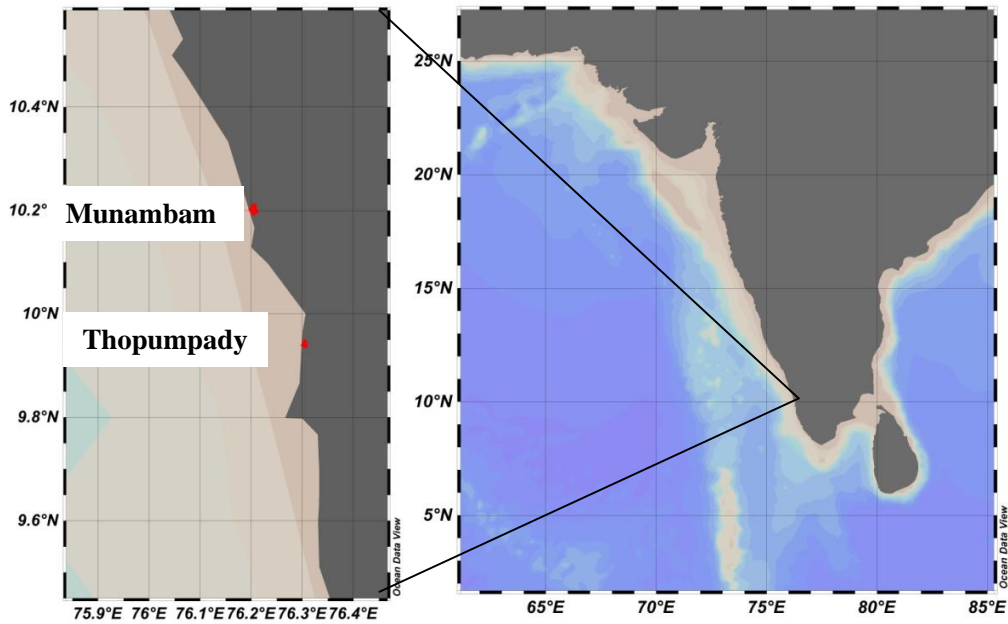 10.4°N
10.2°
10°N
9.8°N
9.6°N
Munambam
Thopumpady
75.9°E 76°E 76.1°E 76.2°E 76.3°E 76.4°E
Ocean Data View
25°N
20°N
15°N
10°N
5°N
65°E 70°E 75°E 80°E 85°E
Ocean Data View